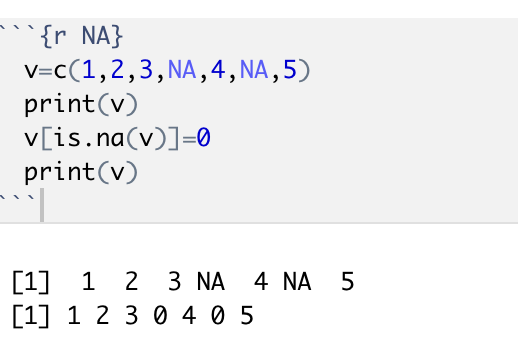 ```{r NA}
  v=c(1,2,3,NA,4,NA,5)
  print(v)
  v[is.na(v)]=0
  print(v)
```
[1]  1  2  3 NA  4 NA  5
[1] 1 2 3 0 4 0 5